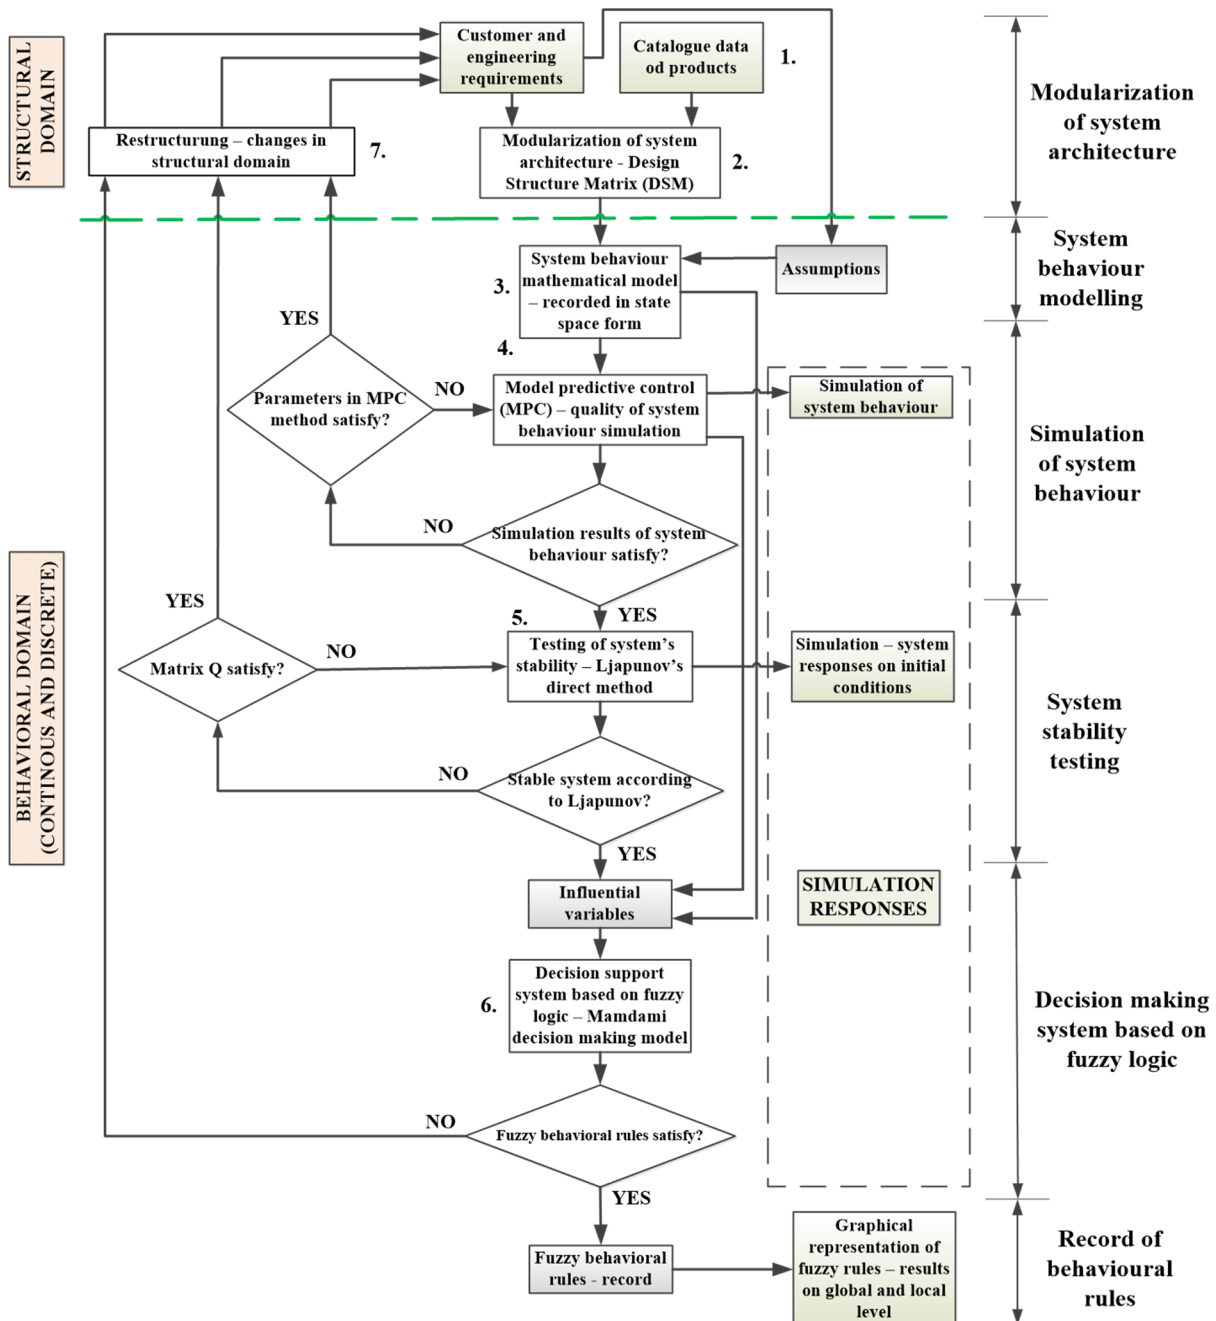 STRUCTURAL
DOMAIN
Customer and
engineering
requirements
Catalogue data
od products
1.
Modularization
of system
architecture
Restructurung – changes in
structural domain
7.
Modularization of system
architecture - Design
Structure Matrix (DSM)
2.
System behaviour
mathematical model
– recorded in state
space form
3.
Assumptions
System
behaviour
modelling
YES
4.
Parameters in MPC
method satisfy?
NO
Model predictive control
(MPC) – quality of system
behaviour simulation
Simulation of
system behaviour
Simulation
of system
behaviour
NO
Simulation results of system
behaviour satisfy?
YES
BEHAVIORAL DOMAIN
(CONTINOUS AND DISCRETE)
YES
5.
Matrix Q satisfy?
NO
Testing of system’s
stability – Ljapunov’s
direct method
Simulation – system
responses on initial
conditions
System
stability
testing
NO
Stable system according
to Ljapunov?
YES
Influential
variables
SIMULATION
RESPONSES
6.
Decision support
system based on fuzzy
logic – Mamdami
decision making model
Decision making
system based on
fuzzy logic
NO
Fuzzy behavioral rules satisfy?
YES
Fuzzy behavioral
rules - record
Graphical
representation of
fuzzy rules – results
on global and local
level
Record of
behavioural
rules